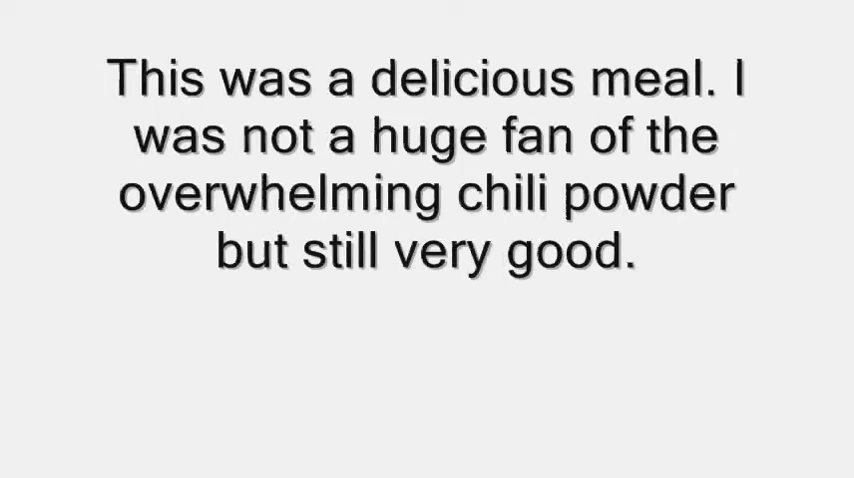 This was a delicious meal. I
was not a huge fan of the
overwhelming chili powder
but still very good.